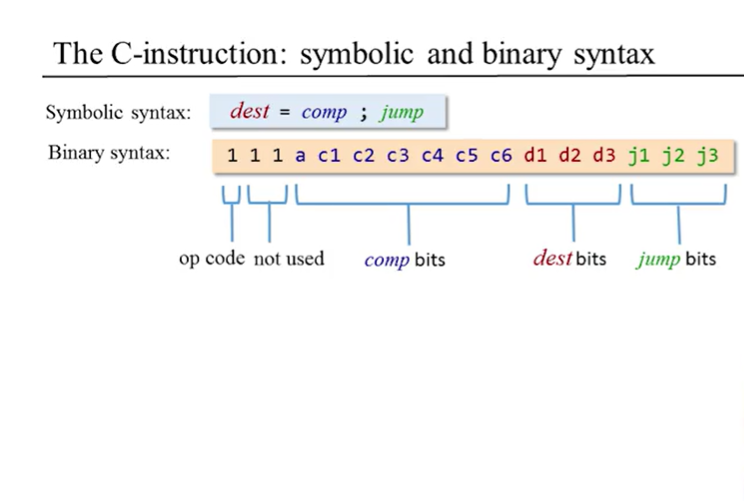 The C-instruction: symbolic and binary syntax
Symbolic syntax: dest = comp ; jump
Binary syntax: 1 1 1 a c1 c2 c3 c4 c5 c6 d1 d2 d3 j1 j2 j3
op code not used comp bits dest bits jump bits